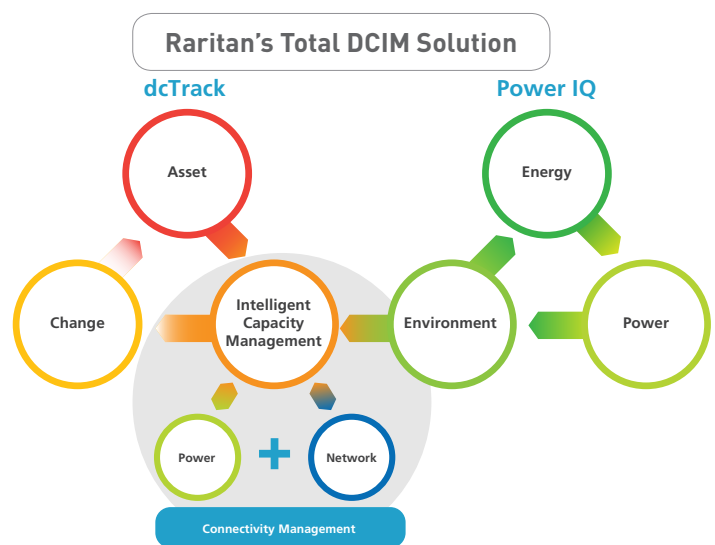 Raritan's Total DCIM Solution
dcTrack
Power IQ
Asset
Energy
Change
Intelligent
Capacity
Management
Environment
Power
Power
Network
Connectivity Management